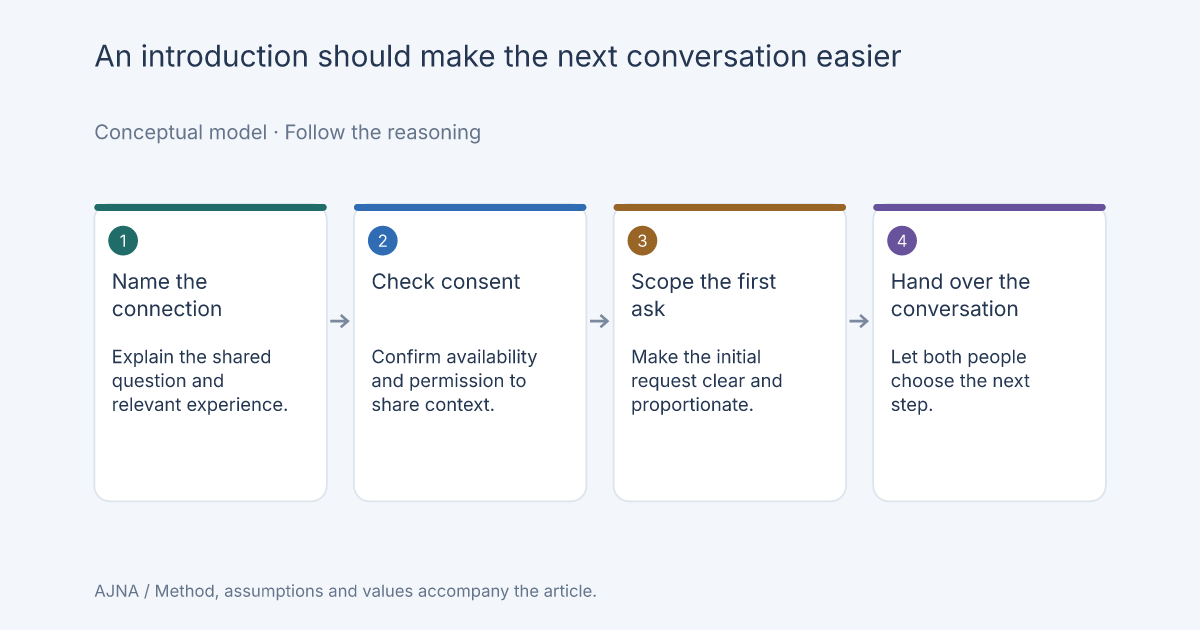 An introduction should make the next conversation easier
Conceptual model · Follow the reasoning
1
Name the
connection
Explain the shared
question and
relevant experience.
2
Check consent
Confirm availability
and permission to
share context.
3
Scope the first
ask
Make the initial
request clear and
proportionate.
4
Hand over the
conversation
Let both people
choose the next
step.
AJNA / Method, assumptions and values accompany the article.